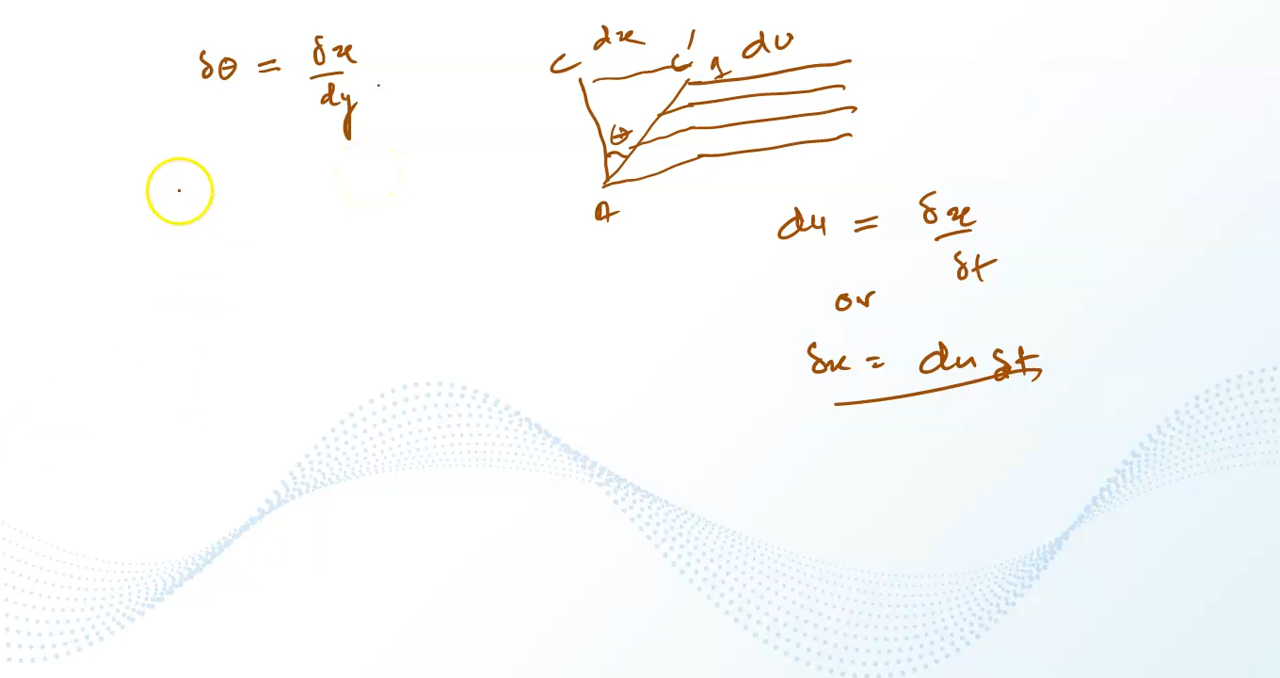 δθ = δx / dy
C dx C' du
θ
A
du = δx / δt
or
δx = du δt